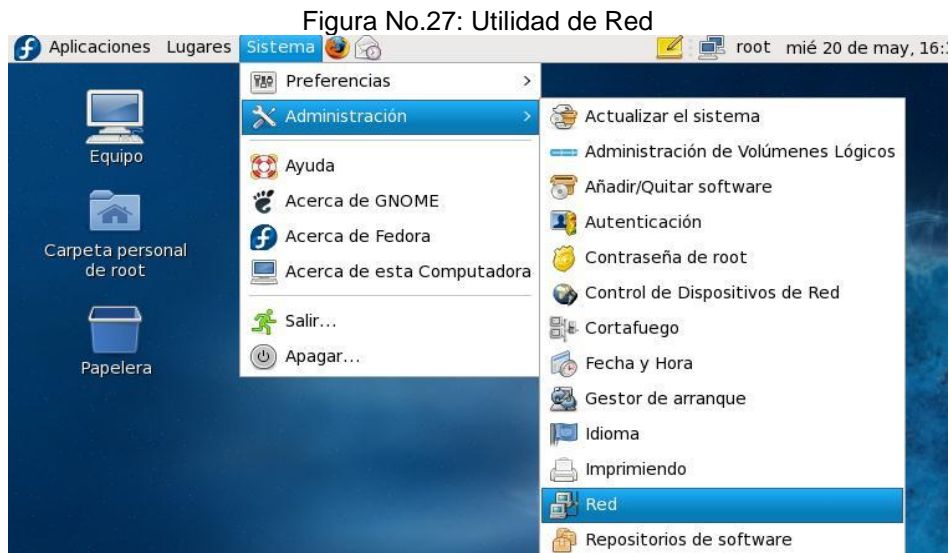 Figura No.27: Utilidad de Red
Aplicaciones Lugares Sistema root mié 20 de may, 16:
Preferencias
Administración
Ayuda
Acerca de GNOME
Acerca de Fedora
Acerca de esta Computadora
Salir...
Apagar...
Actualizar el sistema
Administración de Volúmenes Lógicos
Añadir/Quitar software
Autenticación
Contraseña de root
Control de Dispositivos de Red
Cortafuego
Fecha y Hora
Gestor de arranque
Idioma
Imprimiendo
Red
Repositorios de software
Equipo
Carpeta personal
de root
Papelera